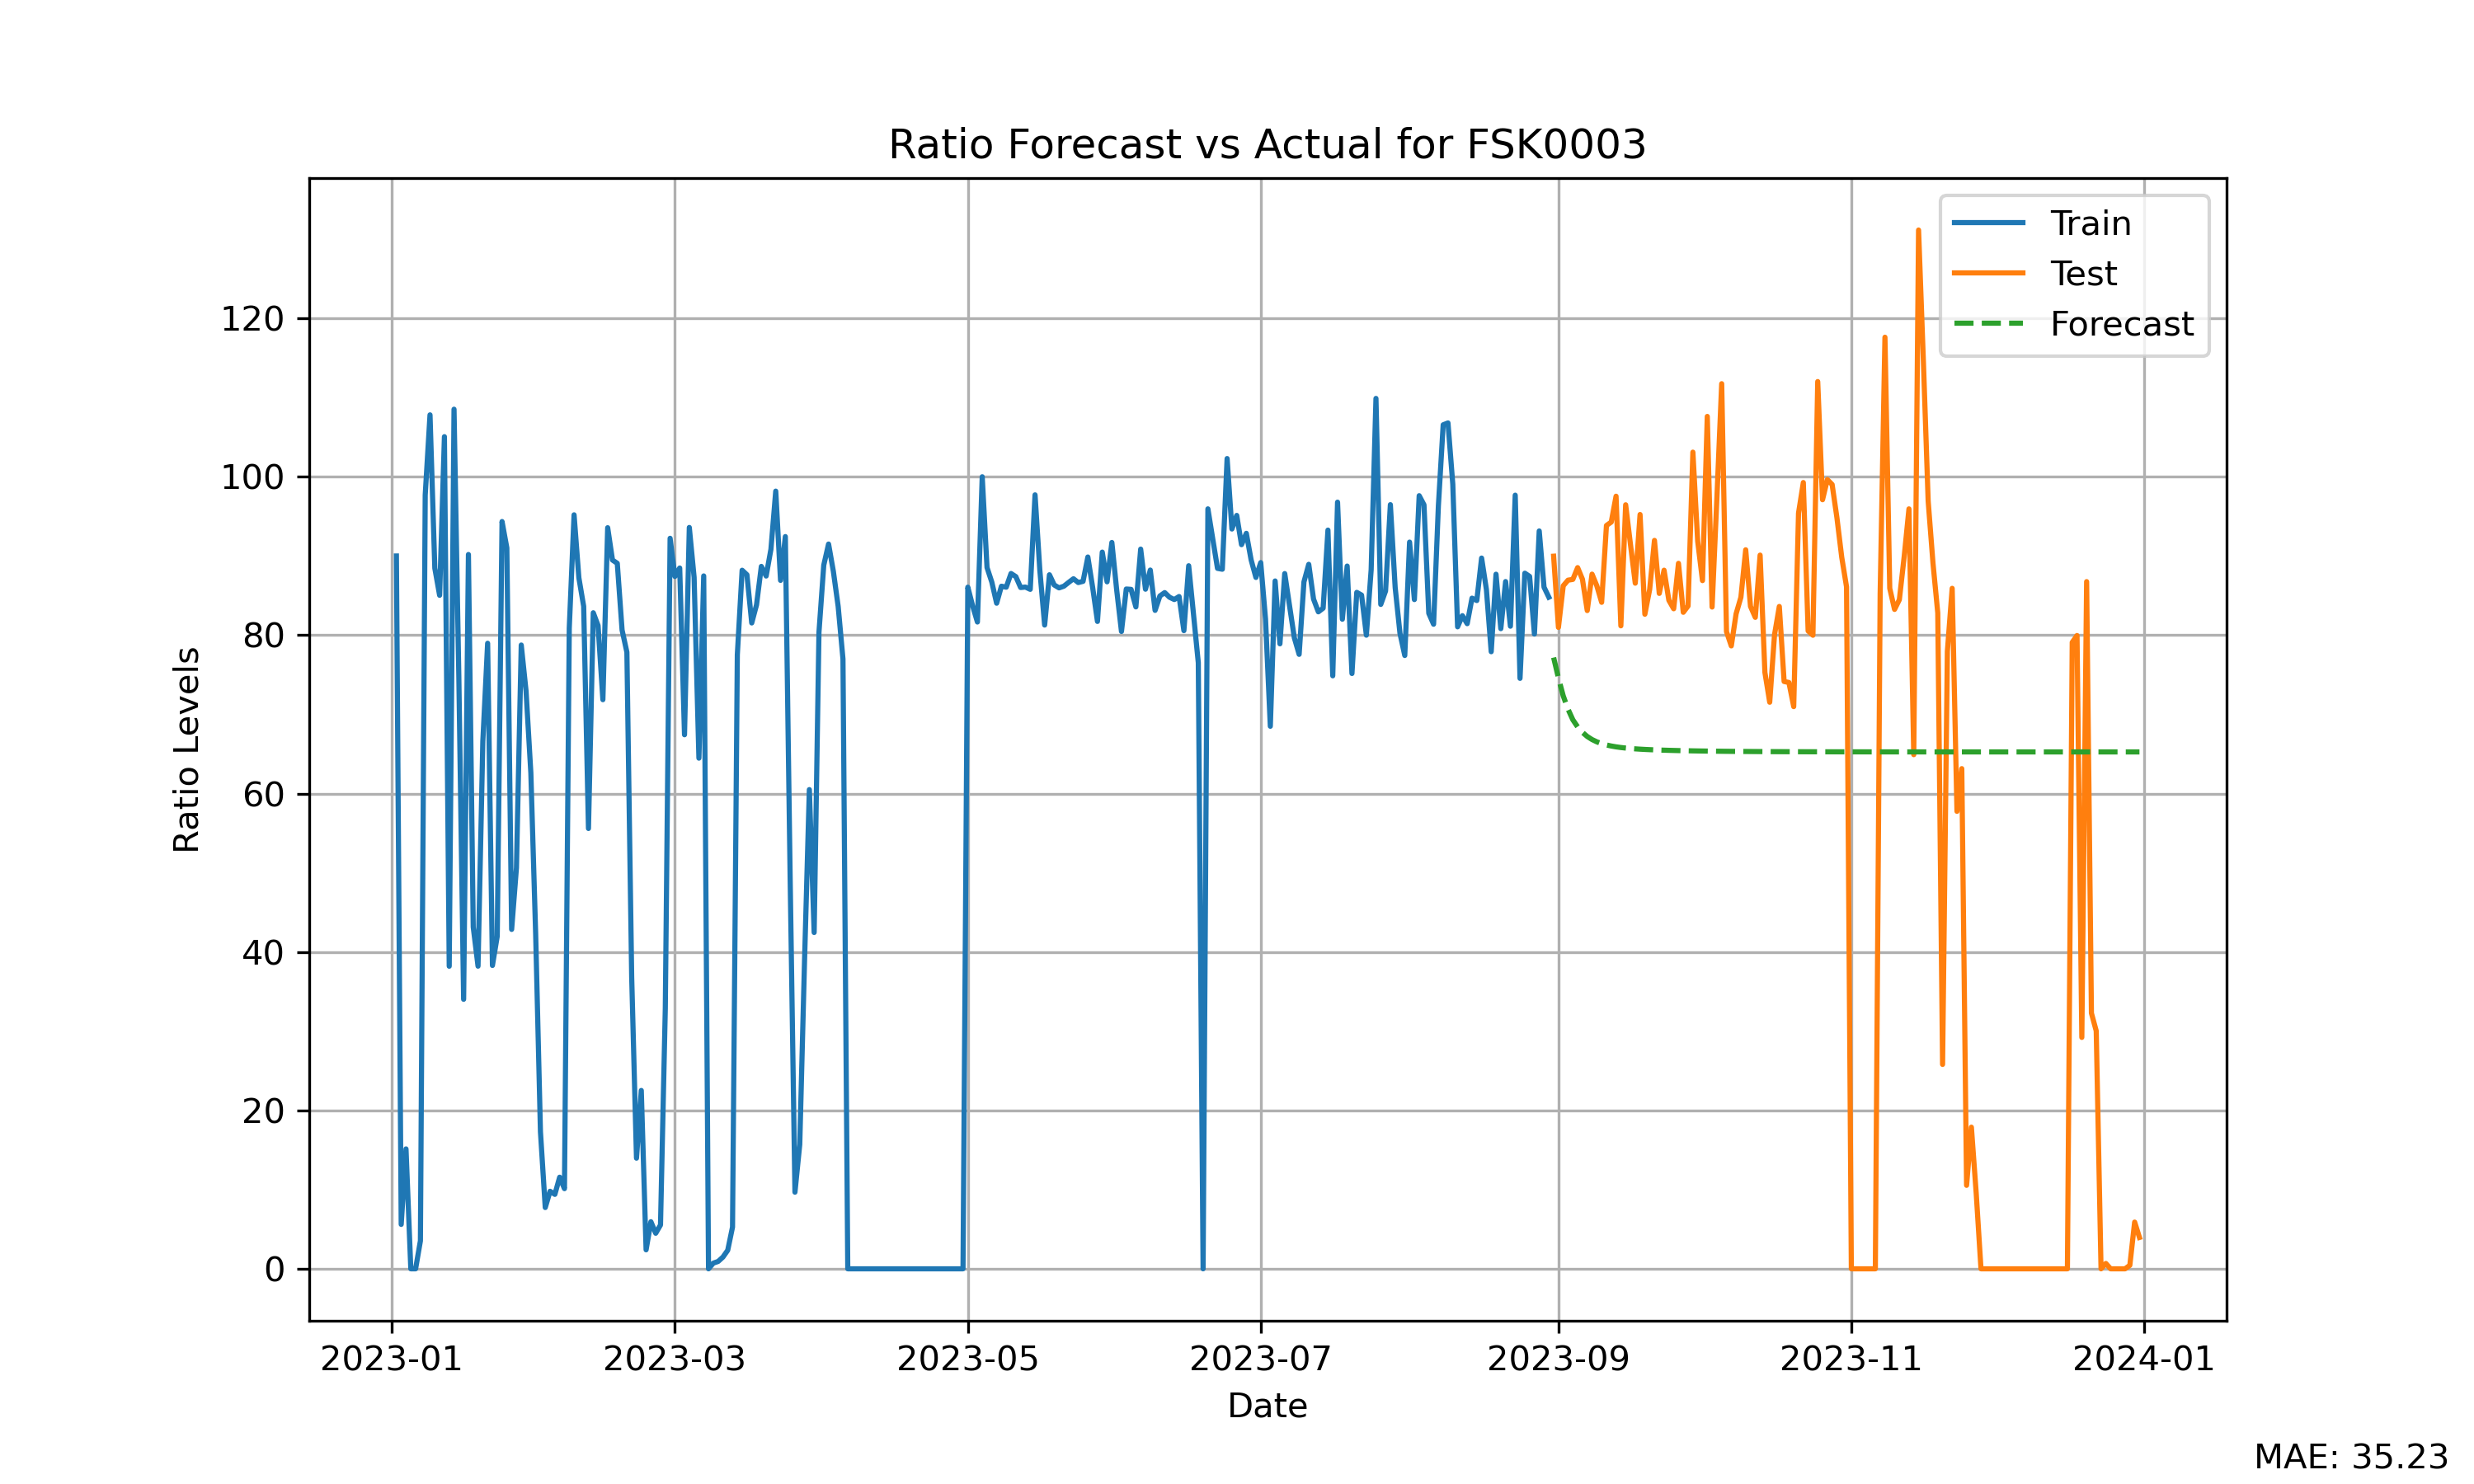 Ratio Forecast vs Actual for FSK0003
Train
Test
Forecast
Ratio Levels
120
100
80
60
40
20
0
2023-01
2023-03
2023-05
2023-07
2023-09
2023-11
2024-01
Date
MAE: 35.23